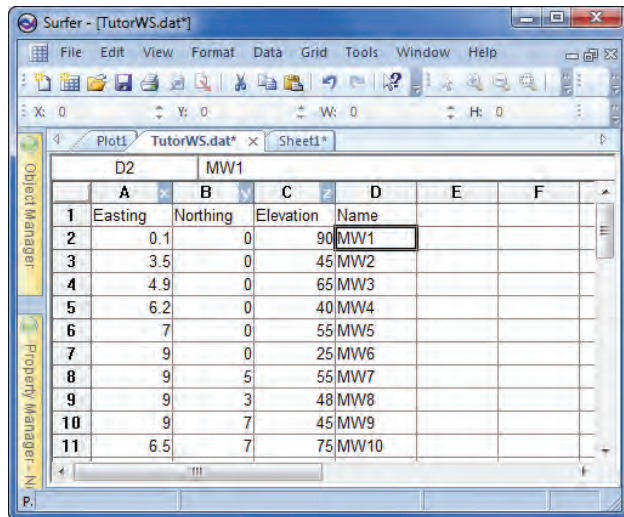 Surfer - [TutorWS.dat*]
File Edit View Format Data Grid Tools Window Help
X: 0 Y: 0 W: 0 H: 0
Plot1 TutorWS.dat* Sheet1*
D2 MW1
A x B y C z D E F
1 Easting Northing Elevation Name
2 0.1 0 90 MW1
3 3.5 0 45 MW2
4 4.9 0 65 MW3
5 6.2 0 40 MW4
6 7 0 55 MW5
7 9 0 25 MW6
8 9 5 55 MW7
9 9 3 48 MW8
10 9 7 45 MW9
11 6.5 7 75 MW10
Object Manager
Property Manager - N
P.